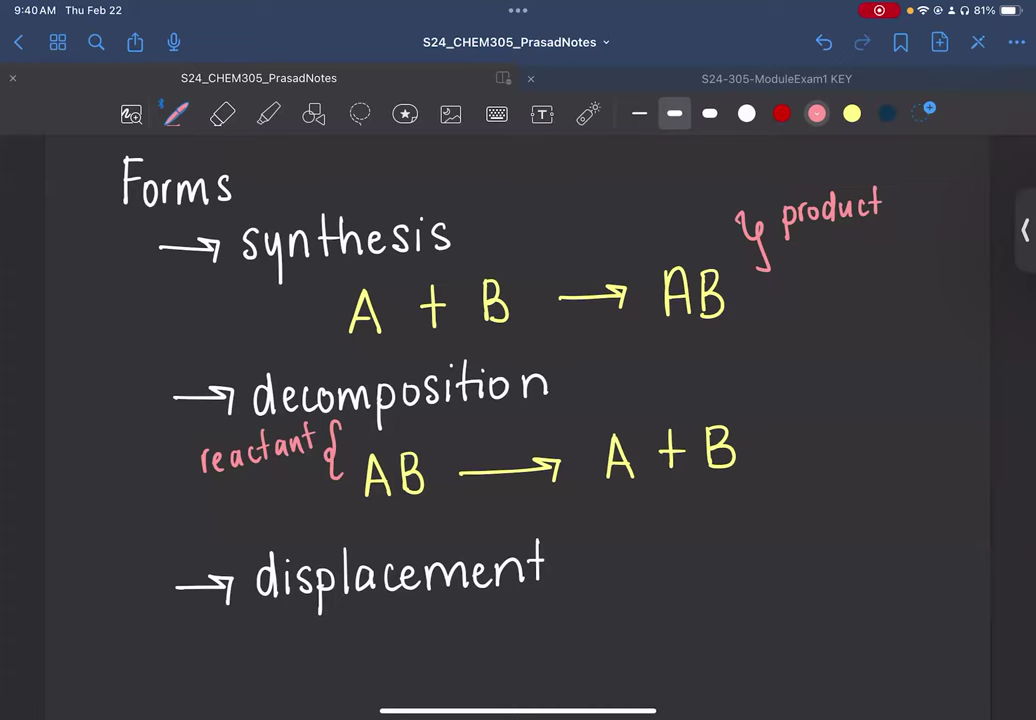 9:40 AM Thu Feb 22
81%
S24_CHEM305_PrasadNotes
S24_CHEM305_PrasadNotes
S24-305-ModuleExam1 KEY
Forms
→ synthesis
} product
A + B → AB
→ decomposition
reactant {
AB → A + B
→ displacement